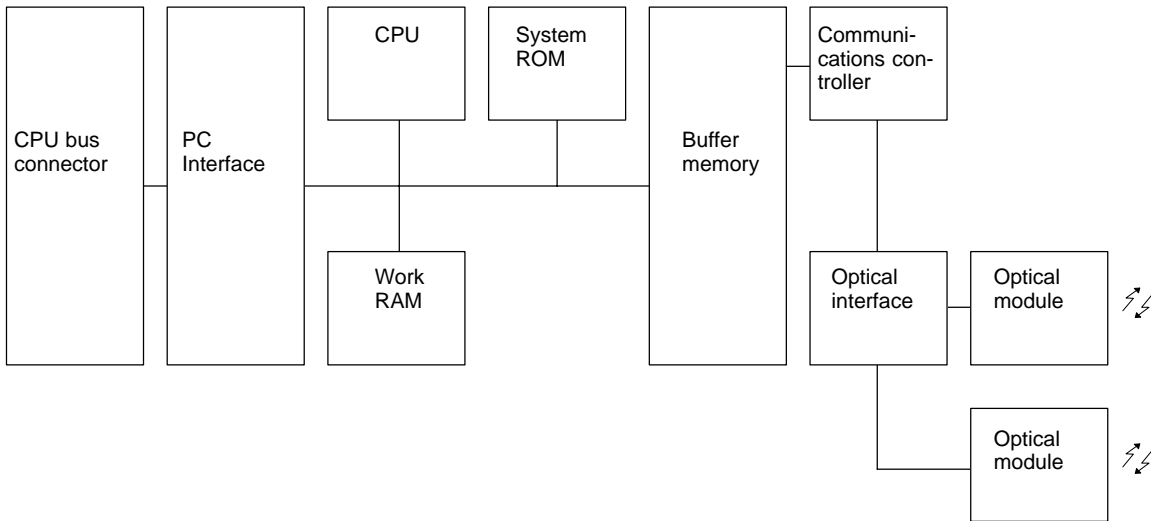 CPU
System
ROM
Communi-
cations con-
troller
CPU bus
connector
PC
Interface
Buffer
memory
Work
RAM
Optical
interface
Optical
module
Optical
module